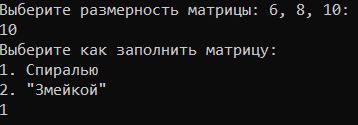 Выберите размерность матрицы: 6, 8, 10:
10
Выберите как заполнить матрицу:
1. Спиралью
2. "Змейкой"
1